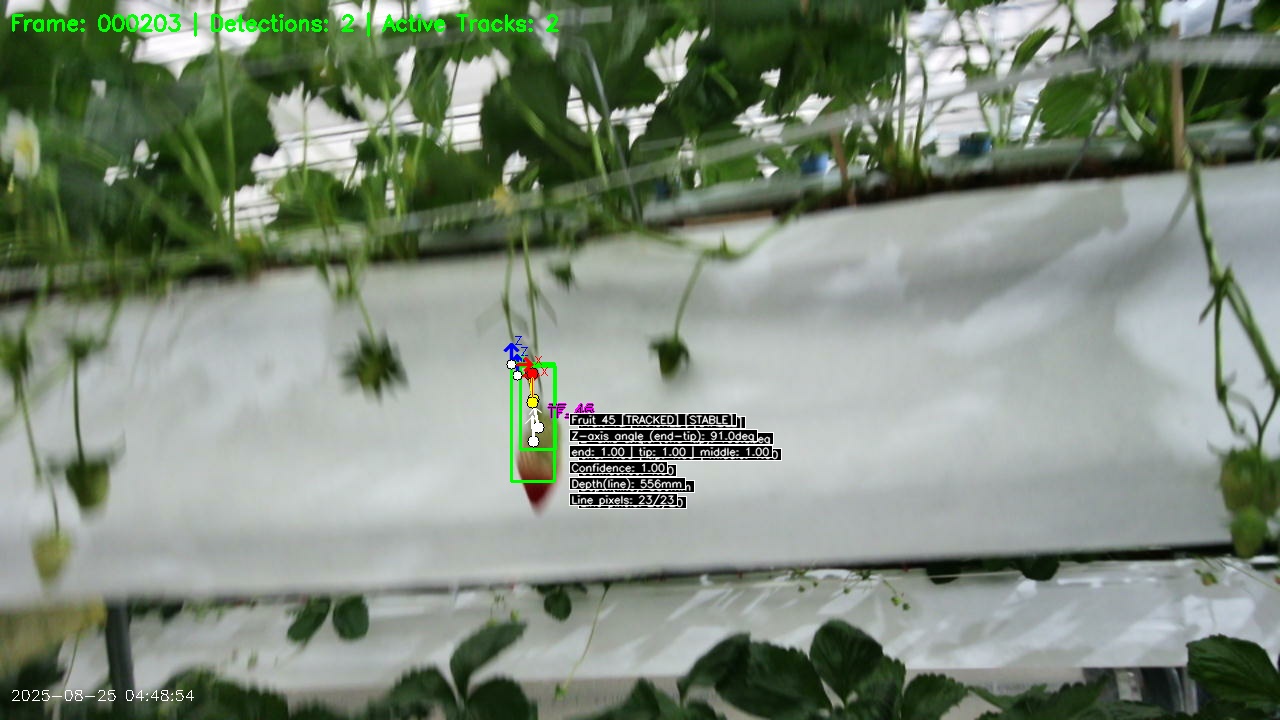 Frame: 000203 | Detections: 2 | Active Tracks: 2
Z
Z
X
X
Fruit 45 [TRACKED] [STABLE]
Z-axis angle (end-tip): 91.0deg
end: 1.00 | tip: 1.00 | middle: 1.00
Confidence: 1.00
Depth(line): 556mm
Line pixels: 23/23
2025-08-25 04:48:54